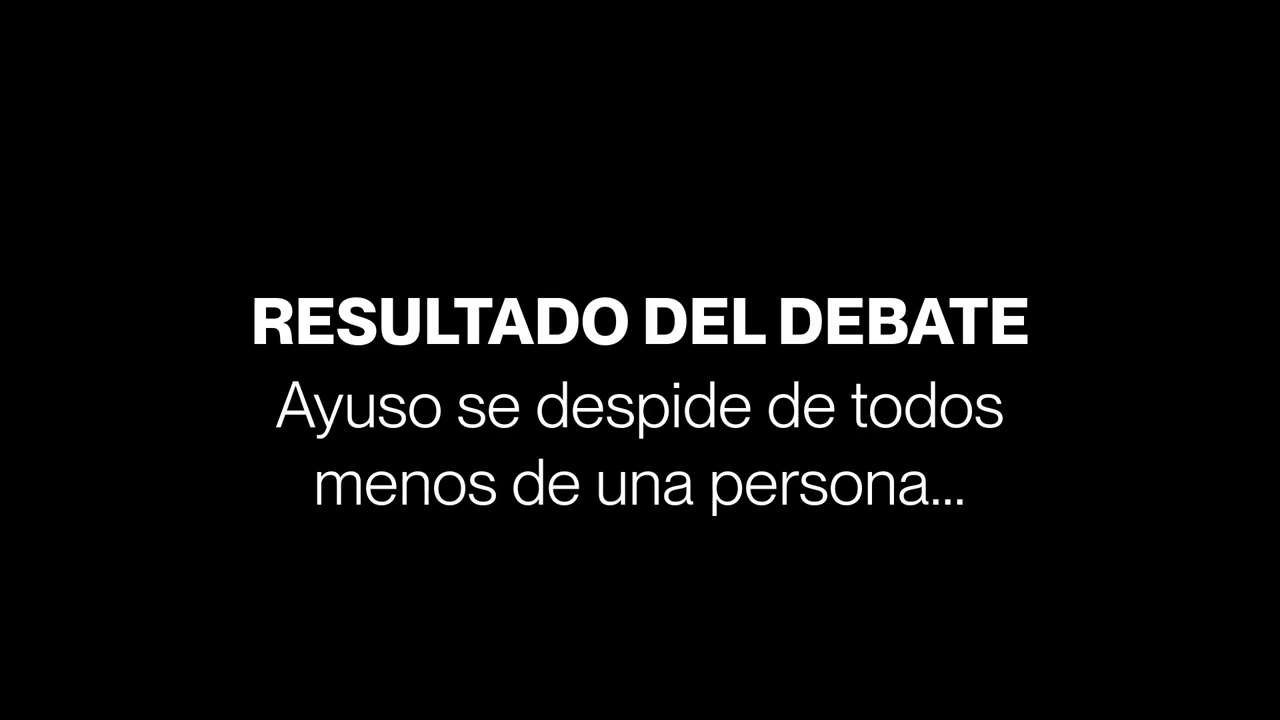 RESULTADO DEL DEBATE
Ayuso se despide de todos
menos de una persona...